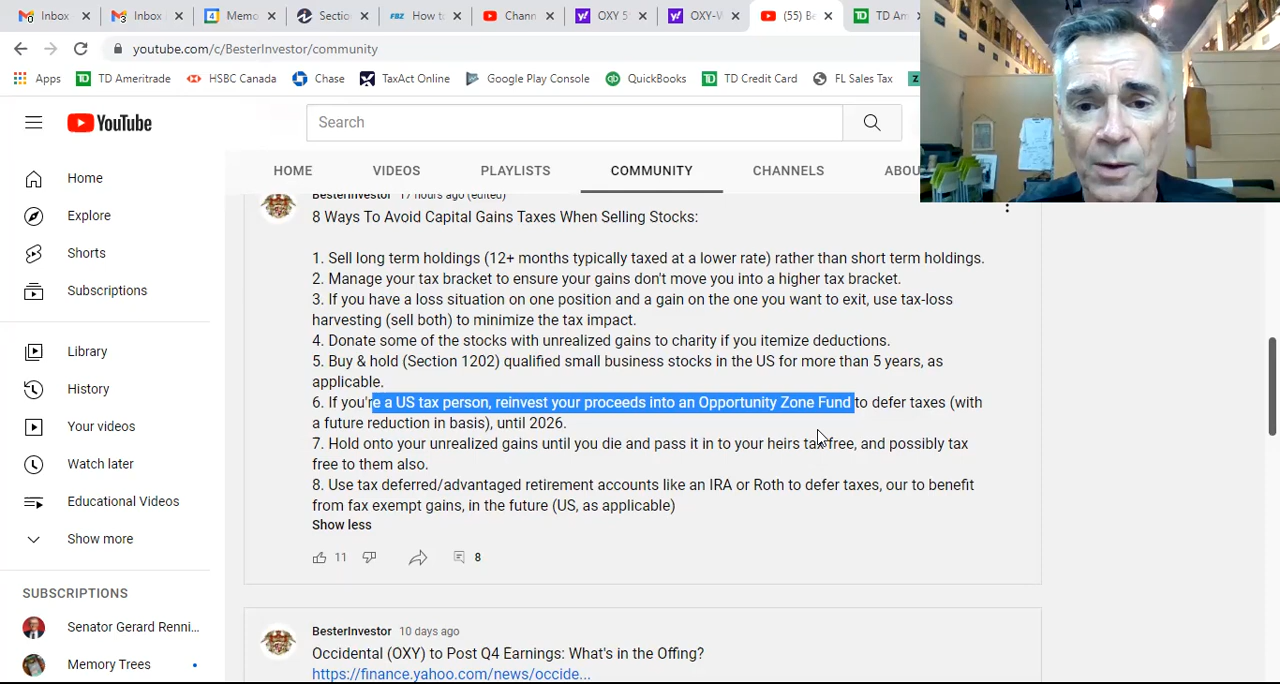 Inbox
Inbox
Memo
Sectio
How t
Chann
OXY 5
OXY-W
(55) Be
TD Am
youtube.com/c/BesterInvestor/community
Apps TD Ameritrade HSBC Canada Chase TaxAct Online Google Play Console QuickBooks TD Credit Card FL Sales Tax
YouTube
Search
HOME VIDEOS PLAYLISTS COMMUNITY CHANNELS ABOU
Home
Explore
Shorts
Subscriptions
Library
History
Your videos
Watch later
Educational Videos
Show more
SUBSCRIPTIONS
Senator Gerard Renni...
Memory Trees
BesterInvestor 17 hours ago (edited)
8 Ways To Avoid Capital Gains Taxes When Selling Stocks:
1. Sell long term holdings (12+ months typically taxed at a lower rate) rather than short term holdings.
2. Manage your tax bracket to ensure your gains don't move you into a higher tax bracket.
3. If you have a loss situation on one position and a gain on the one you want to exit, use tax-loss
harvesting (sell both) to minimize the tax impact.
4. Donate some of the stocks with unrealized gains to charity if you itemize deductions.
5. Buy & hold (Section 1202) qualified small business stocks in the US for more than 5 years, as
applicable.
6. If you're a US tax person, reinvest your proceeds into an Opportunity Zone Fund to defer taxes (with
a future reduction in basis), until 2026.
7. Hold onto your unrealized gains until you die and pass it in to your heirs tax free, and possibly tax
free to them also.
8. Use tax deferred/advantaged retirement accounts like an IRA or Roth to defer taxes, our to benefit
from fax exempt gains, in the future (US, as applicable)
Show less
11 8
BesterInvestor 10 days ago
Occidental (OXY) to Post Q4 Earnings: What's in the Offing?
https://finance.yahoo.com/news/occide...